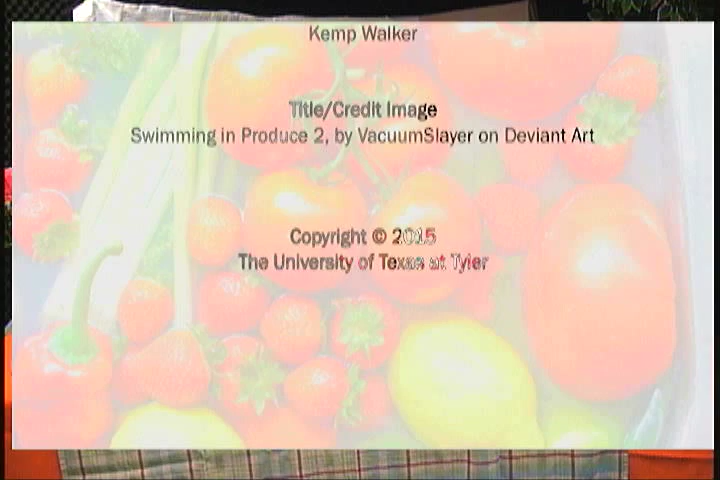 Kemp Walker
Title/Credit Image
Swimming in Produce 2, by VacuumSlayer on Deviant Art
Copyright © 2015
The University of Texas at Tyler